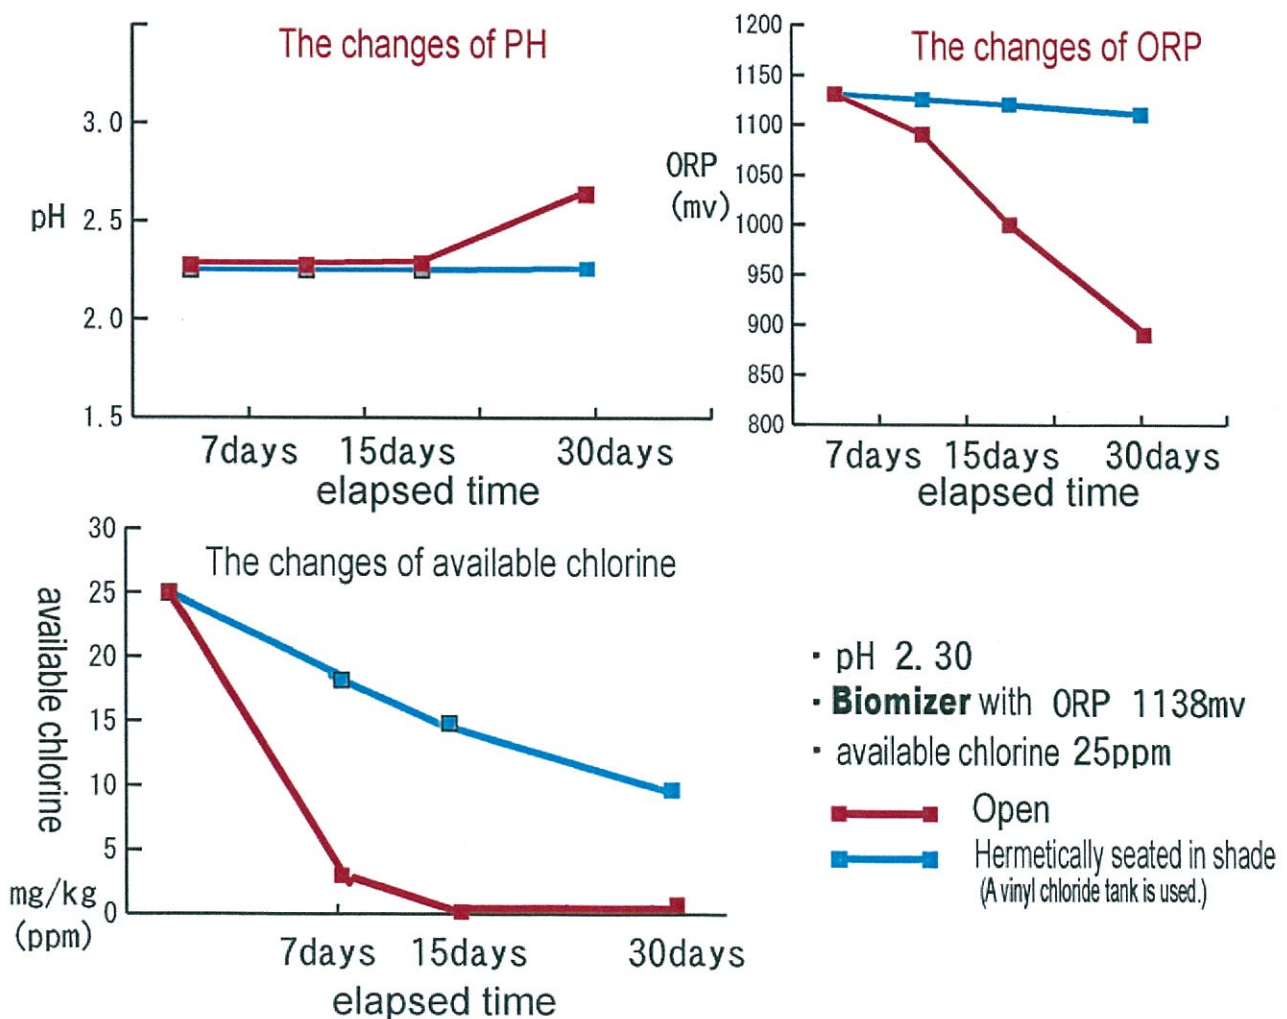 The changes of PH
3.0
pH 2.5
2.0
1.5
7days 15days 30days
elapsed time
The changes of ORP
1200
1150
1100
ORP
(mv)
1050
1000
950
900
850
800
7days 15days 30days
elapsed time
The changes of available chlorine
available chlorine
mg/kg
(ppm)
30
25
20
15
10
5
0
7days 15days 30days
elapsed time
· pH 2.30
· Biomizer with ORP 1138mv
· available chlorine 25ppm
Open
Hermetically seated in shade
(A vinyl chloride tank is used.)